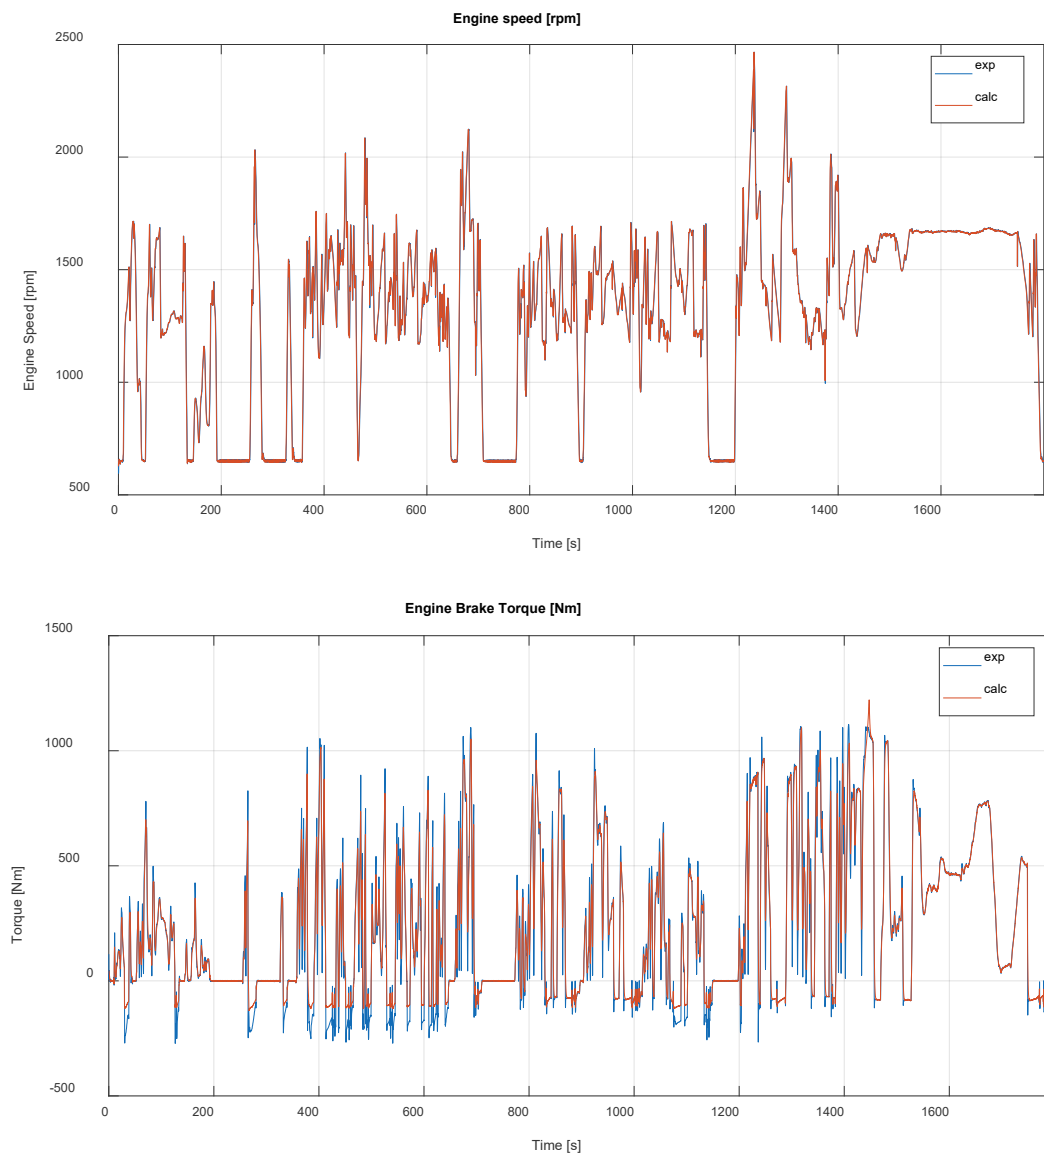 Engine speed [rpm]
2500
2000
1500
1000
500
Engine Speed [rpm]
exp
calc
0 200 400 600 800 1000 1200 1400 1600
Time [s]
Engine Brake Torque [Nm]
1500
1000
500
0
-500
Torque [Nm]
exp
calc
0 200 400 600 800 1000 1200 1400 1600
Time [s]